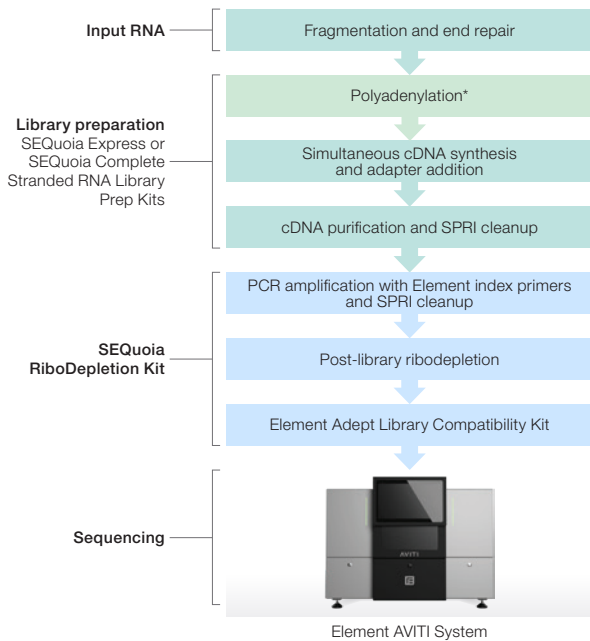 Input RNA
Fragmentation and end repair
Library preparation
SEQuoia Express or
SEQuoia Complete
Stranded RNA Library
Prep Kits
Polyadenylation*
Simultaneous cDNA synthesis
and adapter addition
cDNA purification and SPRI cleanup
SEQuoia
RiboDepletion Kit
PCR amplification with Element index primers
and SPRI cleanup
Post-library ribodepletion
Element Adept Library Compatibility Kit
Sequencing
AVITI
Element AVITI System